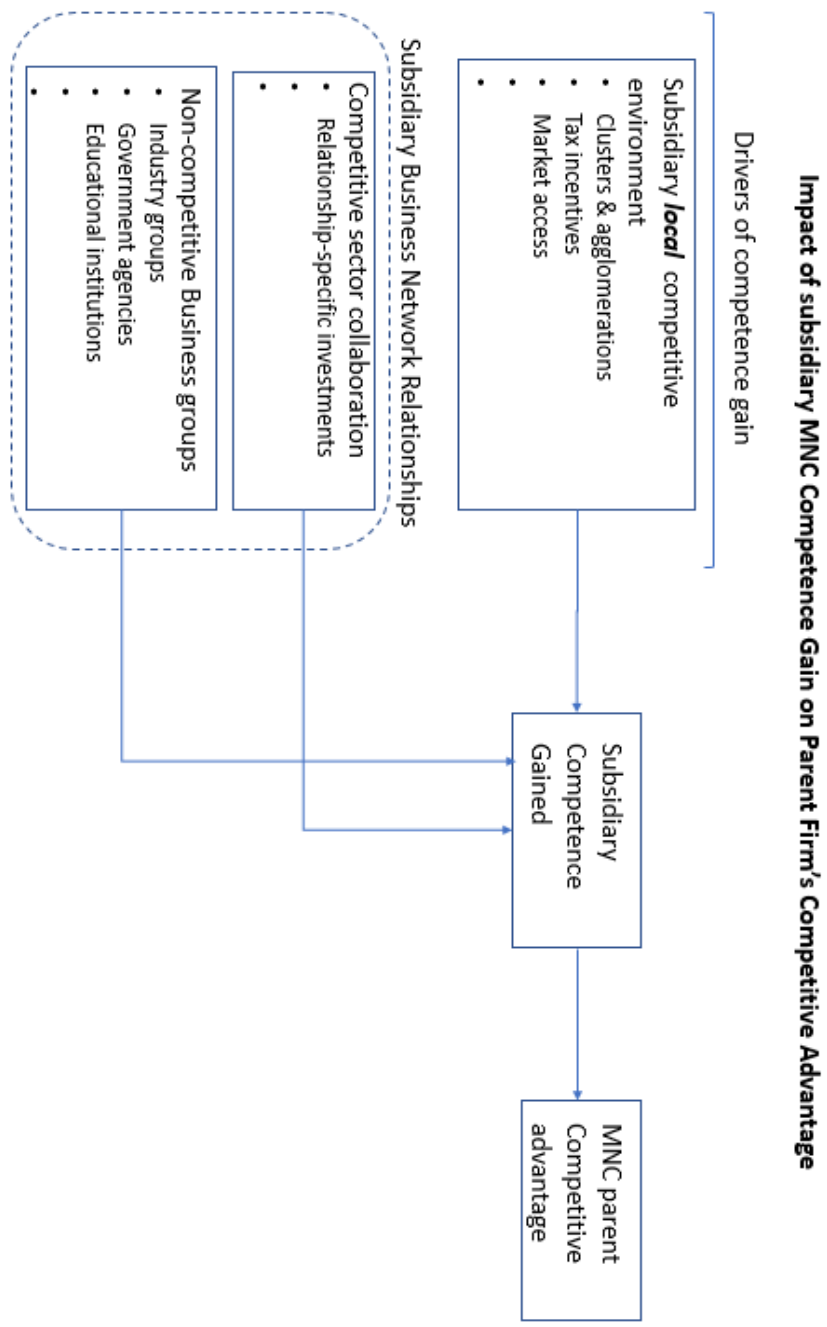 Impact of subsidiary MNC Competence Gain on Parent Firm's Competitive Advantage
Drivers of competence gain
Subsidiary local competitive
environment
• Clusters & agglomerations
• Tax incentives
• Market access
•
•
Subsidiary Business Network Relationships
Competitive sector collaboration
• Relationship-specific investments
•
•
Non-competitive Business groups
• Industry groups
• Government agencies
• Educational institutions
•
•
Subsidiary
Competence
Gained
MNC parent
Competitive
advantage